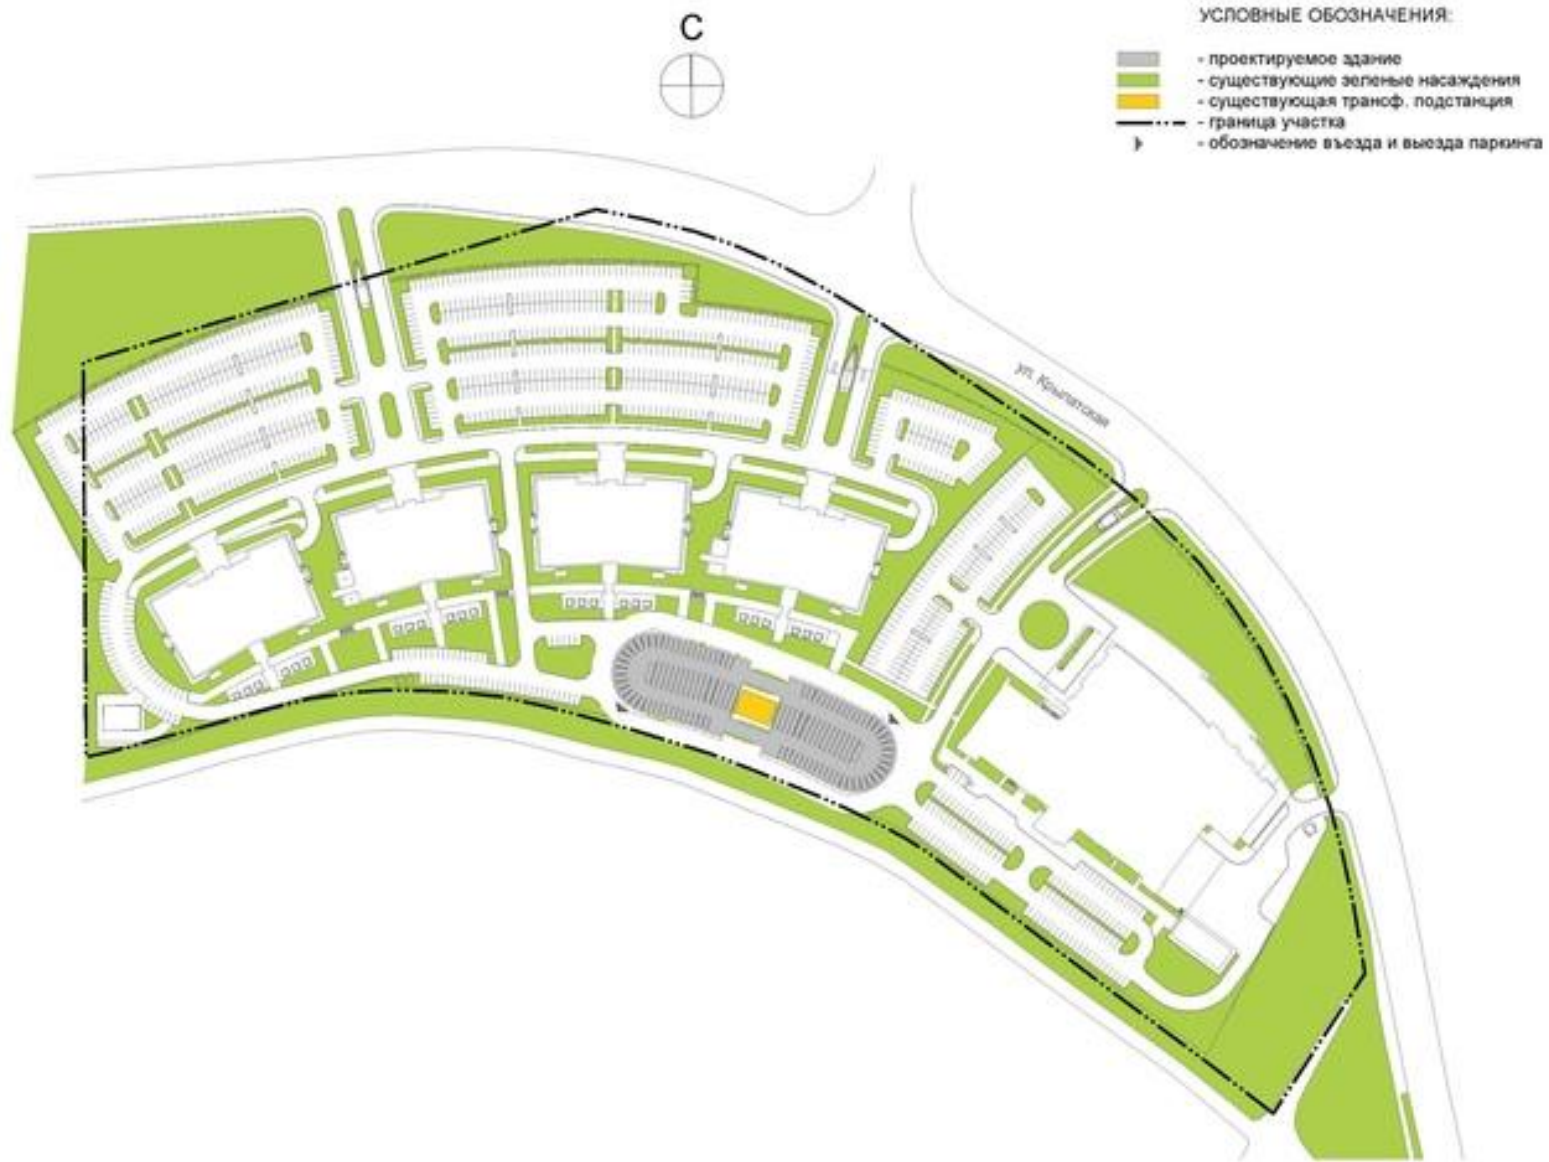 С
УСЛОВНЫЕ ОБОЗНАЧЕНИЯ:
- проектируемое здание
- существующие зеленые насаждения
- существующая трансф. подстанция
- граница участка
- обозначение въезда и выезда паркинга
ул. Крылатская